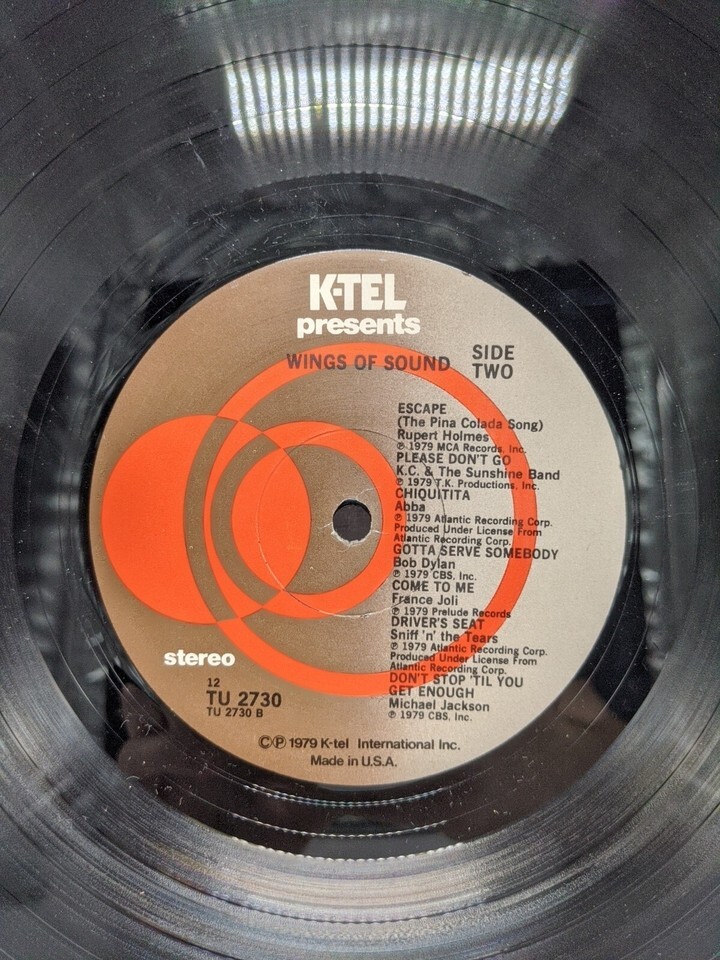 K-TEL
presents
WINGS OF SOUND
SIDE
TWO
ESCAPE
(The Pina Colada Song)
Rupert Holmes
℗ 1979 MCA Records, Inc.
PLEASE DON'T GO
K.C. & The Sunshine Band
℗ 1979 T.K. Productions, Inc.
CHIQUITITA
Abba
℗ 1979 Atlantic Recording Corp.
Produced Under License From
Atlantic Recording Corp.
GOTTA SERVE SOMEBODY
Bob Dylan
℗ 1979 CBS, Inc.
COME TO ME
France Joli
℗ 1979 Prelude Records
DRIVER'S SEAT
Sniff 'n' the Tears
℗ 1979 Atlantic Recording Corp.
Produced Under License From
Atlantic Recording Corp.
DON'T STOP 'TIL YOU
GET ENOUGH
Michael Jackson
℗ 1979 CBS, Inc.
stereo
12
TU 2730
TU 2730 B
©℗ 1979 K-tel International Inc.
Made in U.S.A.